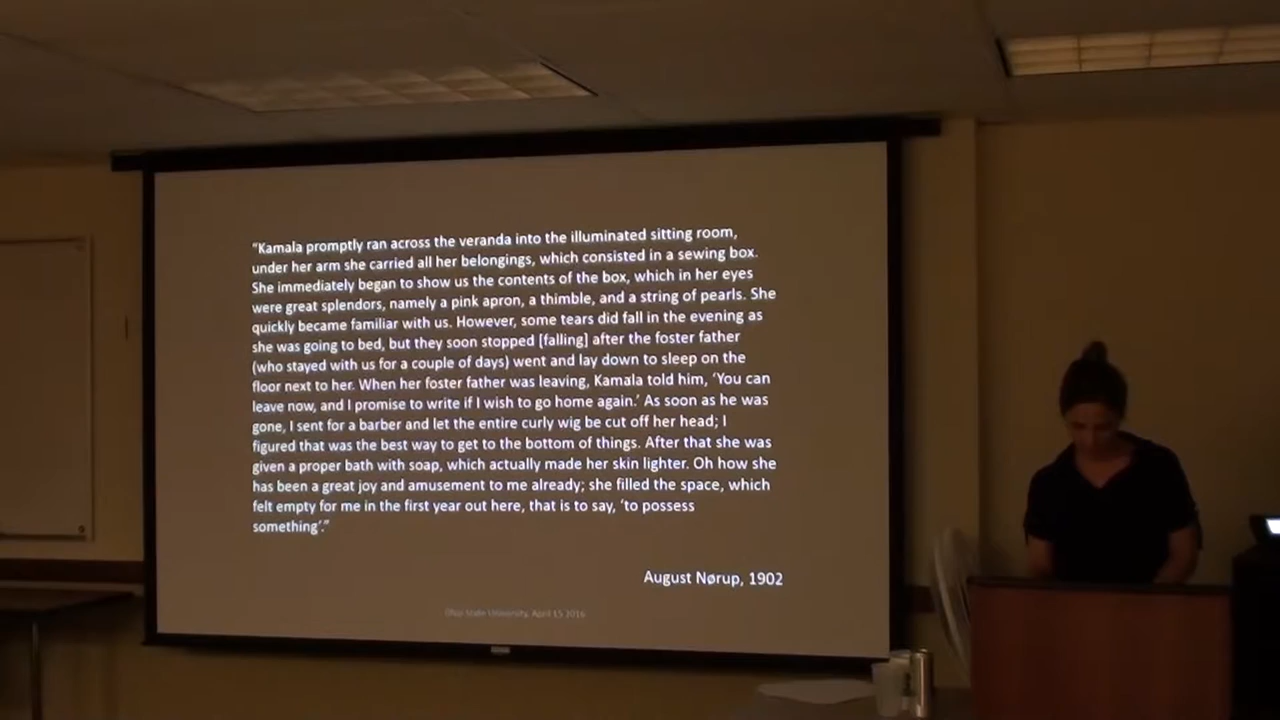 “Kamala promptly ran across the veranda into the illuminated sitting room,
under her arm she carried all her belongings, which consisted in a sewing box.
She immediately began to show us the contents of the box, which in her eyes
were great splendors, namely a pink apron, a thimble, and a string of pearls. She
quickly became familiar with us. However, some tears did fall in the evening as
she was going to bed, but they soon stopped [falling] after the foster father
(who stayed with us for a couple of days) went and lay down to sleep on the
floor next to her. When her foster father was leaving, Kamala told him, ‘You can
leave now, and I promise to write if I wish to go home again.’ As soon as he was
gone, I sent for a barber and let the entire curly wig be cut off her head; I
figured that was the best way to get to the bottom of things. After that she was
given a proper bath with soap, which actually made her skin lighter. Oh how she
has been a great joy and amusement to me already; she filled the space, which
felt empty for me in the first year out here, that is to say, ‘to possess
something’.”
August Nørup, 1902
Ohio State University, April 15 2016